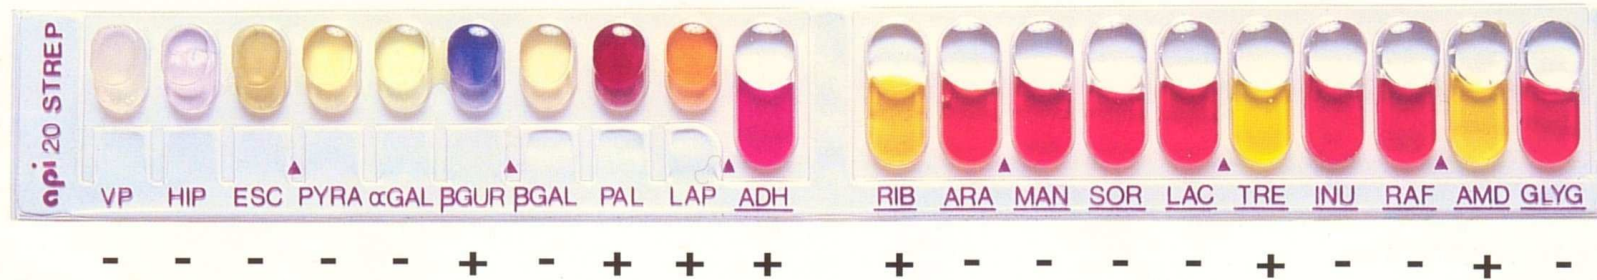 api 20 STREP
VP HIP ESC PYRA αGAL βGUR βGAL PAL LAP ADH RIB ARA MAN SOR LAC TRE INU RAF AMD GLYG
- - - - - + - + + + + - - - - + - - + -